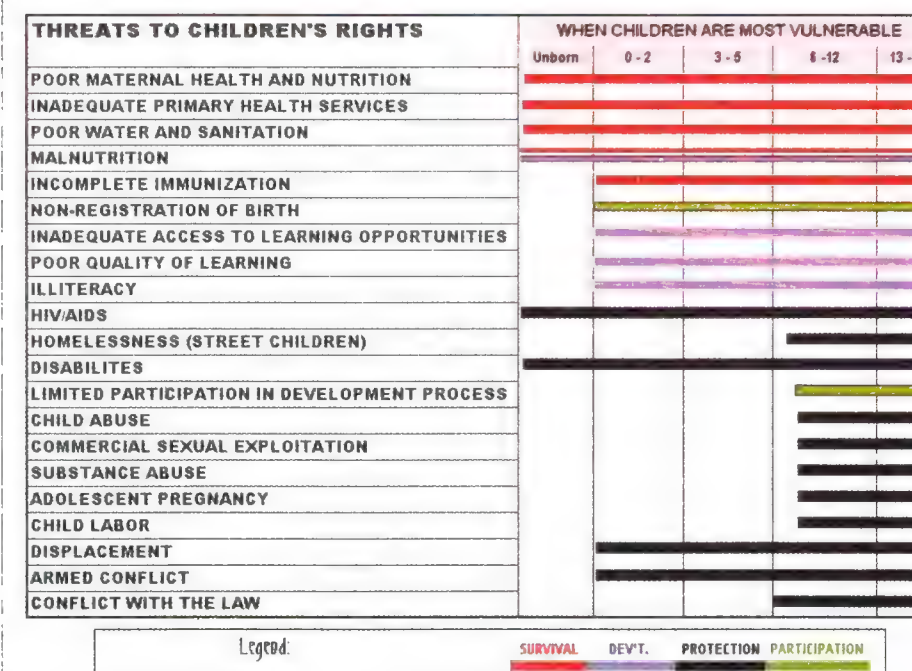 THREATS TO CHILDREN'S RIGHTS
WHEN CHILDREN ARE MOST VULNERABLE
Unborn 0 - 2 3 - 5 6 -12 13 -
POOR MATERNAL HEALTH AND NUTRITION
INADEQUATE PRIMARY HEALTH SERVICES
POOR WATER AND SANITATION
MALNUTRITION
INCOMPLETE IMMUNIZATION
NON-REGISTRATION OF BIRTH
INADEQUATE ACCESS TO LEARNING OPPORTUNITIES
POOR QUALITY OF LEARNING
ILLITERACY
HIV/AIDS
HOMELESSNESS (STREET CHILDREN)
DISABILITES
LIMITED PARTICIPATION IN DEVELOPMENT PROCESS
CHILD ABUSE
COMMERCIAL SEXUAL EXPLOITATION
SUBSTANCE ABUSE
ADOLESCENT PREGNANCY
CHILD LABOR
DISPLACEMENT
ARMED CONFLICT
CONFLICT WITH THE LAW
Legend: SURVIVAL DEV'T. PROTECTION PARTICIPATION